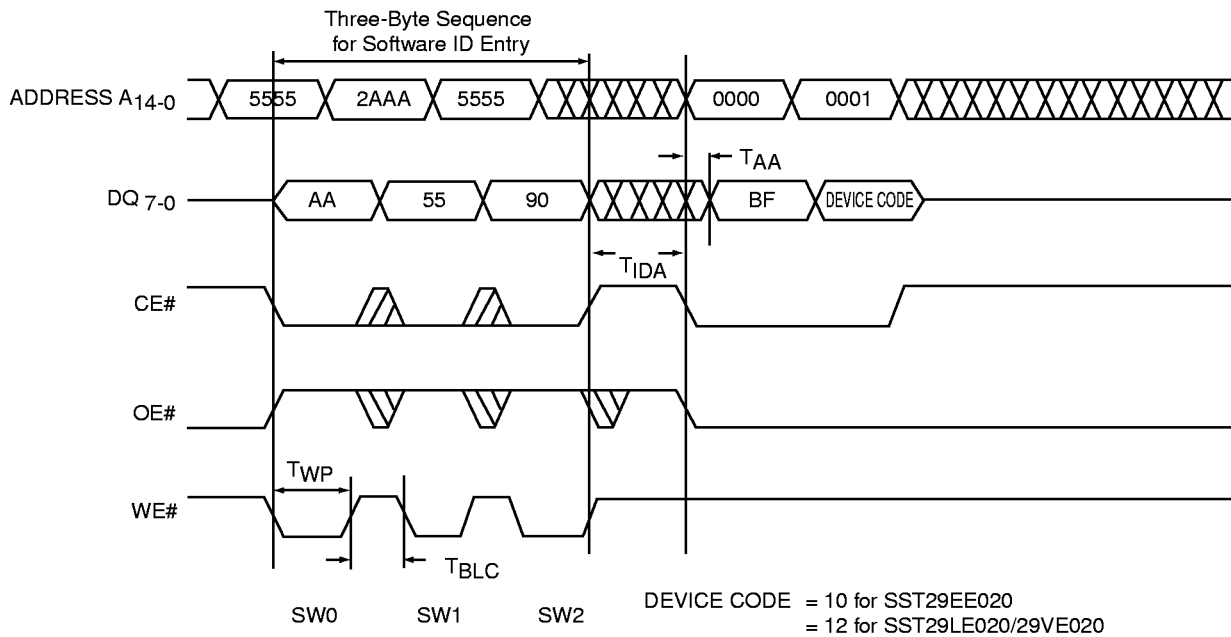 Three-Byte Sequence
for Software ID Entry
ADDRESS A14-0 5555 2AAA 5555 0000 0001
TAA
DQ 7-0 AA 55 90 BF DEVICE CODE
TIDA
CE#
OE#
TWP
WE#
TBLC
SW0 SW1 SW2
DEVICE CODE = 10 for SST29EE020
= 12 for SST29LE020/29VE020